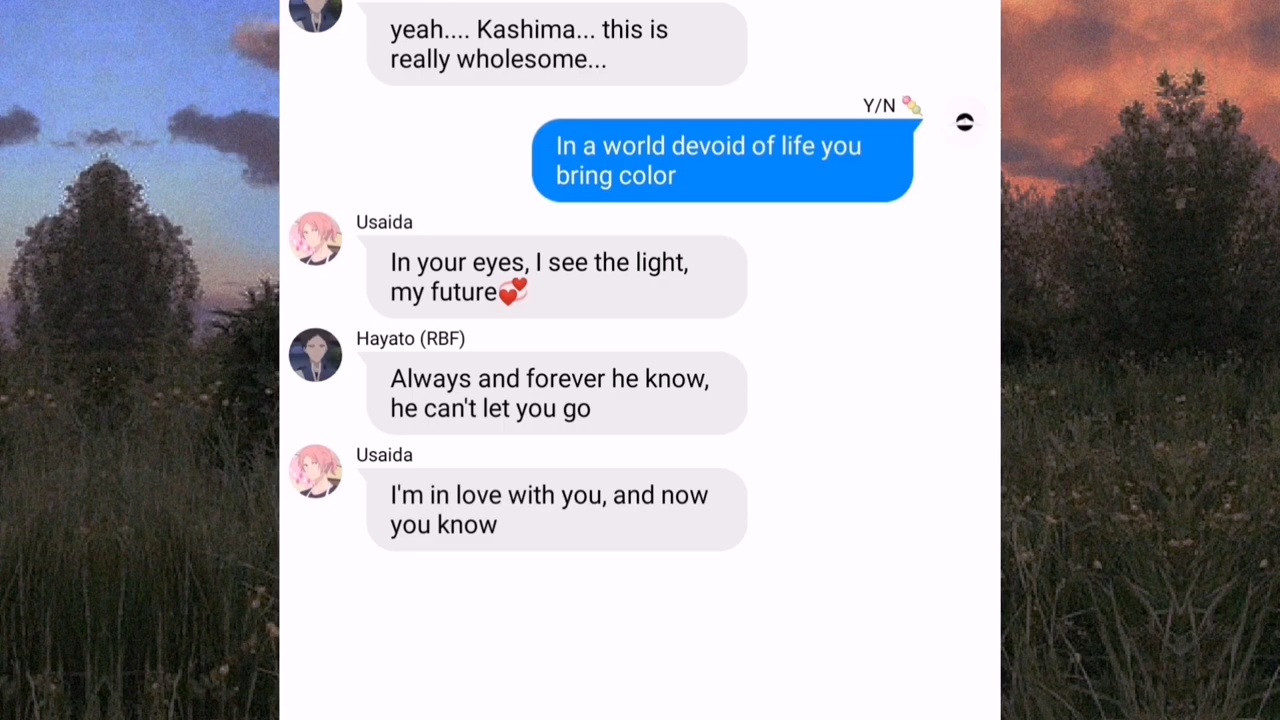 yeah.... Kashima... this is
really wholesome...
Y/N 🍡
In a world devoid of life you
bring color
Usaida
In your eyes, I see the light,
my future💞
Hayato (RBF)
Always and forever he know,
he can't let you go
Usaida
I'm in love with you, and now
you know